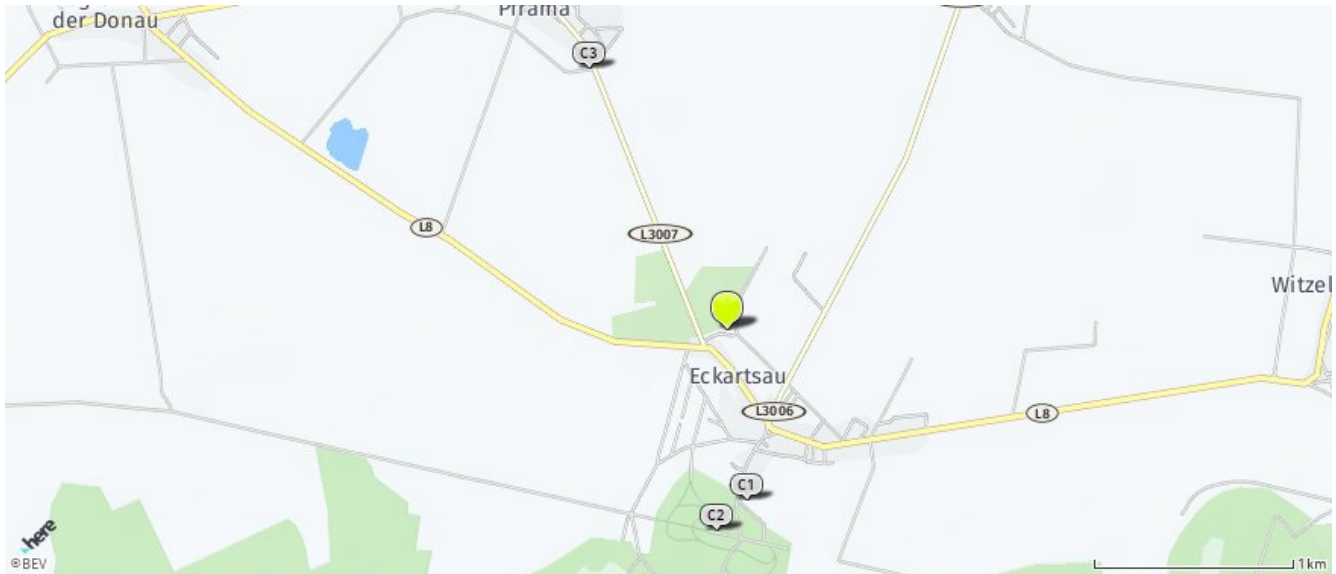 der Donau
Pirama
C3
L8
L3007
Witzel
Eckartsau
L3006
L8
C1
C2
here
©BEV
1km